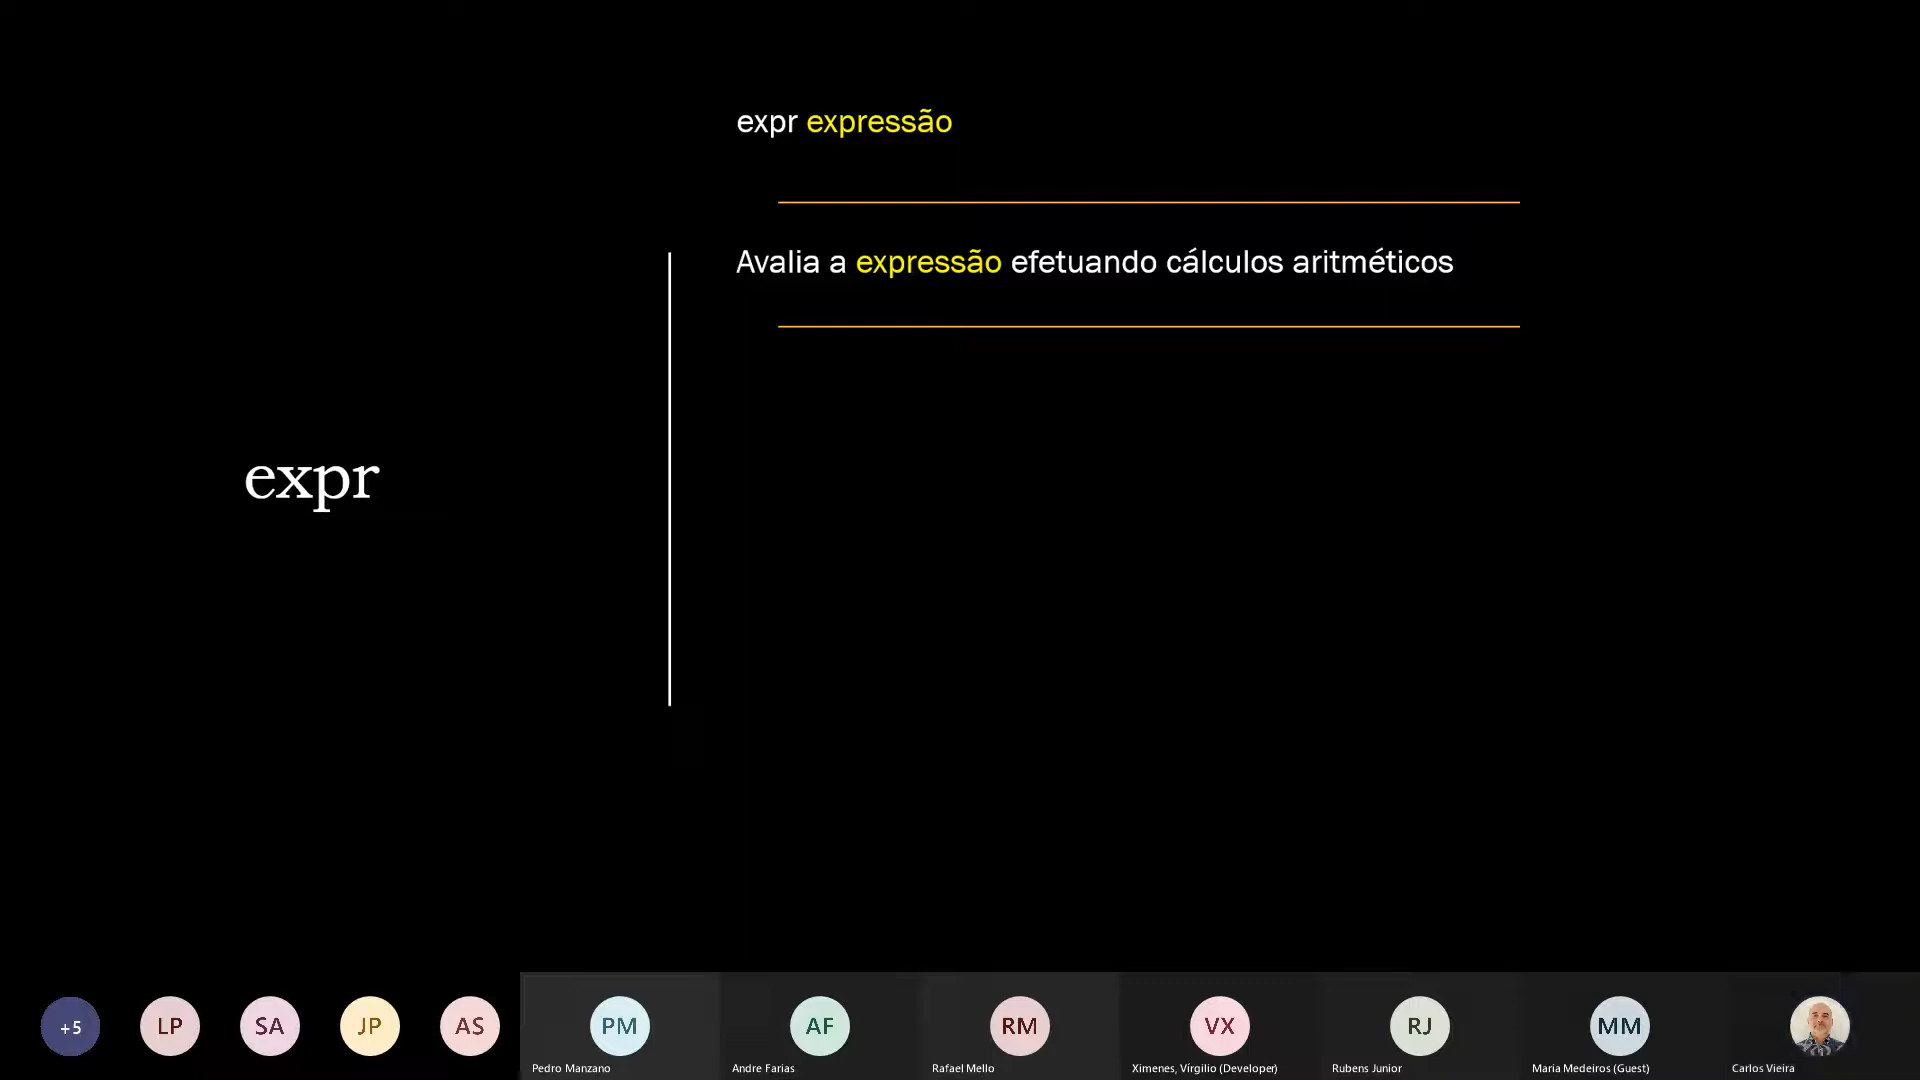 expr expressão
Avalia a expressão efetuando cálculos aritméticos
expr
+5
LP
SA
JP
AS
PM
AF
RM
VX
RJ
MM
Pedro Manzano
Andre Farias
Rafael Mello
Ximenes, Vírgilio (Developer)
Rubens Junior
Maria Medeiros (Guest)
Carlos Vieira